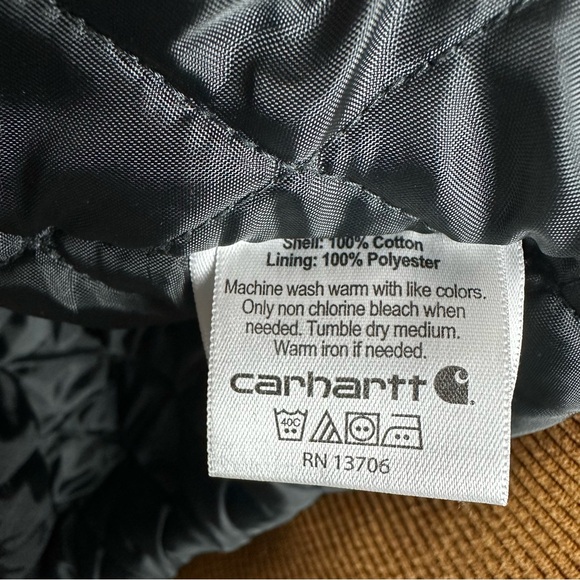 Shell: 100% Cotton
Lining: 100% Polyester
Machine wash warm with like colors.
Only non chlorine bleach when
needed. Tumble dry medium.
Warm iron if needed.
carhartt
40C
RN 13706